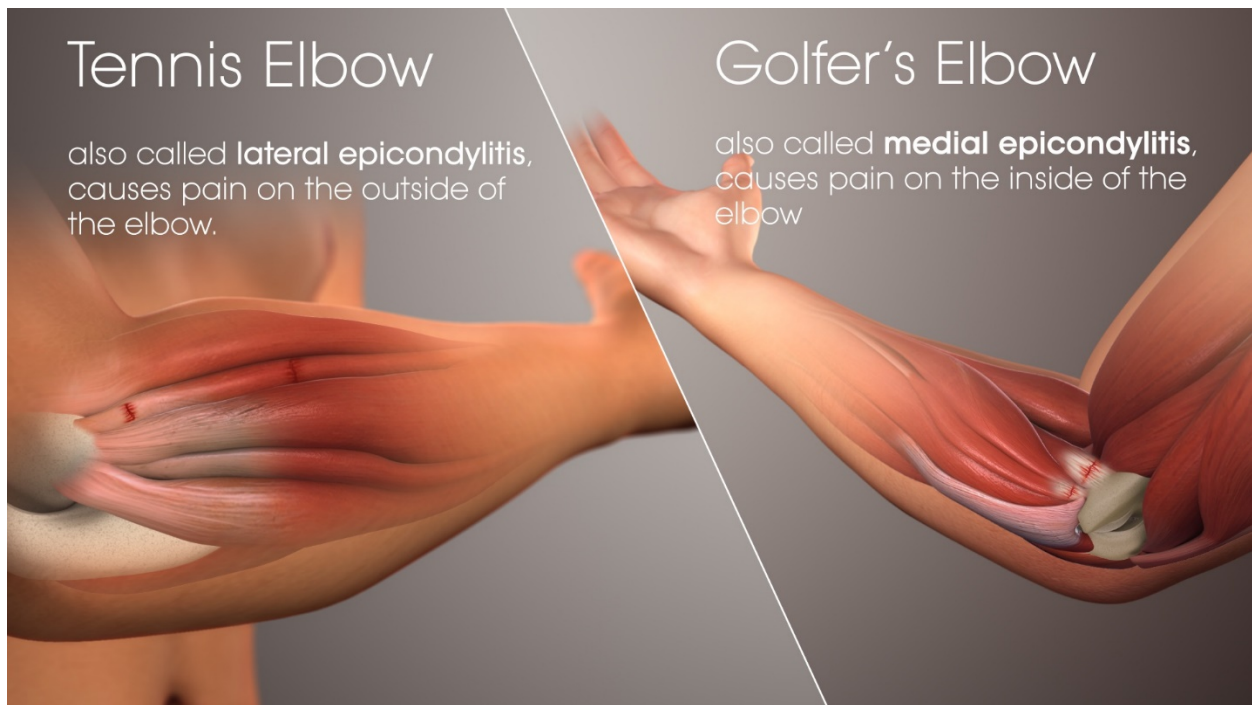 Tennis Elbow
also called lateral epicondylitis,
causes pain on the outside of
the elbow.
Golfer's Elbow
also called medial epicondylitis,
causes pain on the inside of the
elbow